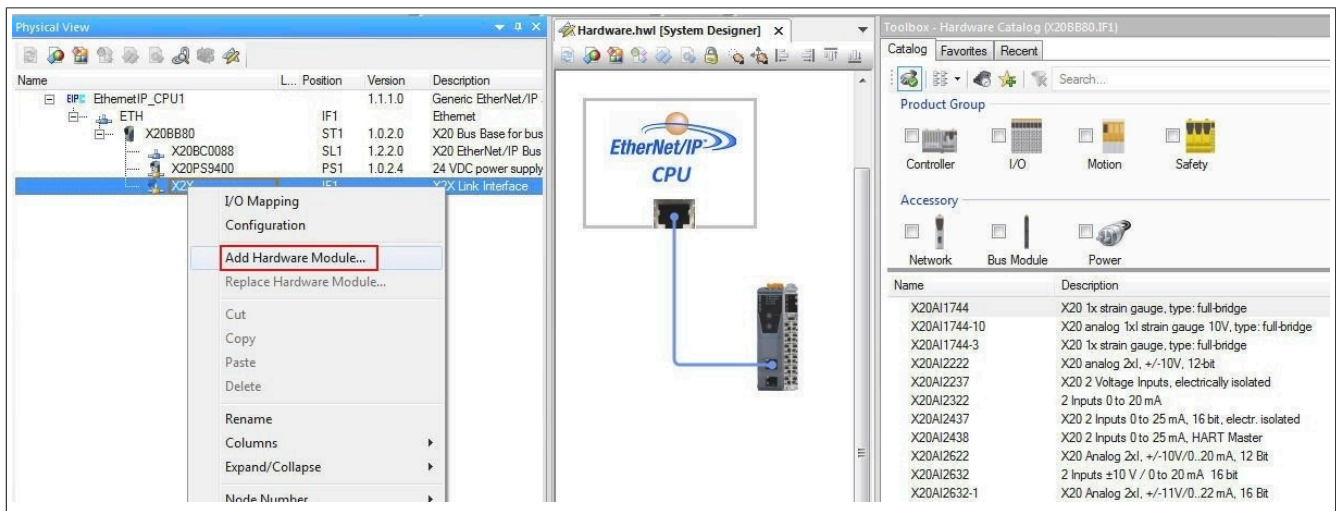 Physical View
Name L... Position Version Description
EIP EthernetIP_CPU1 1.1.1.0 Generic EtherNet/IP
ETH IF1 Ethernet
X20BB80 ST1 1.0.2.0 X20 Bus Base for bus
X20BC0088 SL1 1.2.2.0 X20 EtherNet/IP Bus
X20PS9400 PS1 1.0.2.4 24 VDC power supply
X2X IF1 X2X Link Interface
I/O Mapping
Configuration
Add Hardware Module...
Replace Hardware Module...
Cut
Copy
Paste
Delete
Rename
Columns
Expand/Collapse
Node Number
Hardware.hwl [System Designer]
EtherNet/IP
CPU
Toolbox - Hardware Catalog (X20BB80.IF1)
Catalog Favorites Recent
Search...
Product Group
Controller I/O Motion Safety
Accessory
Network Bus Module Power
Name Description
X20AI1744 X20 1x strain gauge, type: full-bridge
X20AI1744-10 X20 analog 1xI strain gauge 10V, type: full-bridge
X20AI1744-3 X20 1x strain gauge, type: full-bridge
X20AI2222 X20 analog 2xI, +/-10V, 12-bit
X20AI2237 X20 2 Voltage Inputs, electrically isolated
X20AI2322 2 Inputs 0 to 20 mA
X20AI2437 X20 2 Inputs 0 to 25 mA, 16 bit, electr. isolated
X20AI2438 X20 2 Inputs 0 to 25 mA, HART Master
X20AI2622 X20 Analog 2xI, +/-10V/0..20 mA, 12 Bit
X20AI2632 2 Inputs ±10 V / 0 to 20 mA 16 bit
X20AI2632-1 X20 Analog 2xI, +/-11V/0..22 mA, 16 Bit